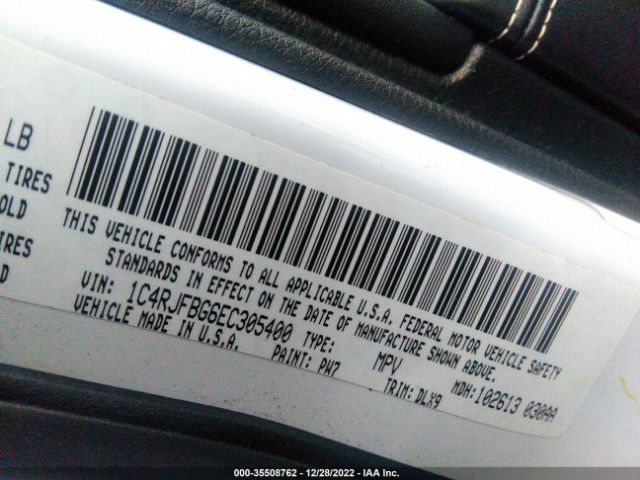 LB
TIRES
OLD
IRES
OLD
THIS VEHICLE CONFORMS TO ALL APPLICABLE U.S.A. FEDERAL MOTOR VEHICLE SAFETY
STANDARDS IN EFFECT ON THE DATE OF MANUFACTURE SHOWN ABOVE.
VIN: 1C4RJFBG6EC305400 TYPE: MPV MDH:102613 030AA
VEHICLE MADE IN U.S.A. PAINT: PW7 TRIM: DLX9
000-35508762 - 12/28/2022 - IAA Inc.